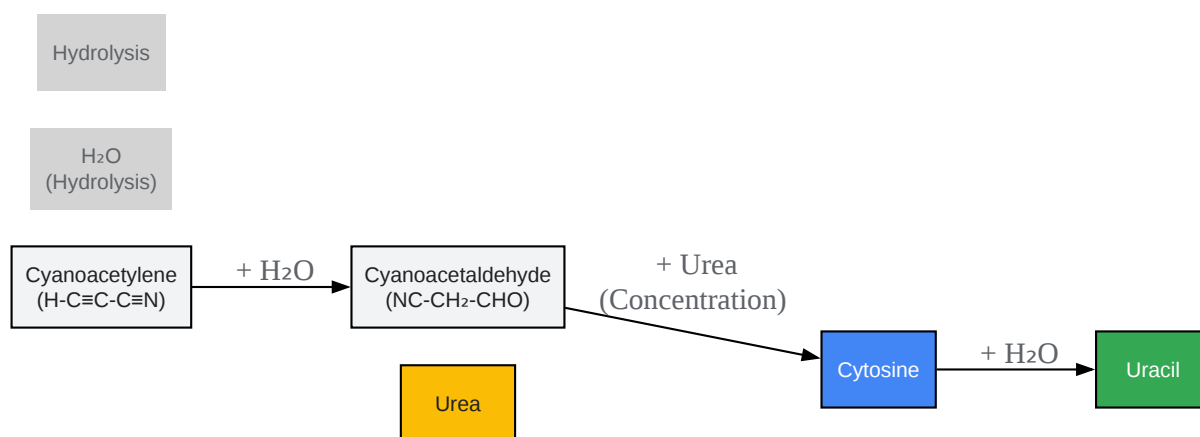 Hydrolysis
H₂O
(Hydrolysis)
Cyanoacetylene
(H-C≡C-C≡N)
+ H₂O
Cyanoacetaldehyde
(NC-CH₂-CHO)
+ Urea
(Concentration)
Cytosine
+ H₂O
Uracil
Urea